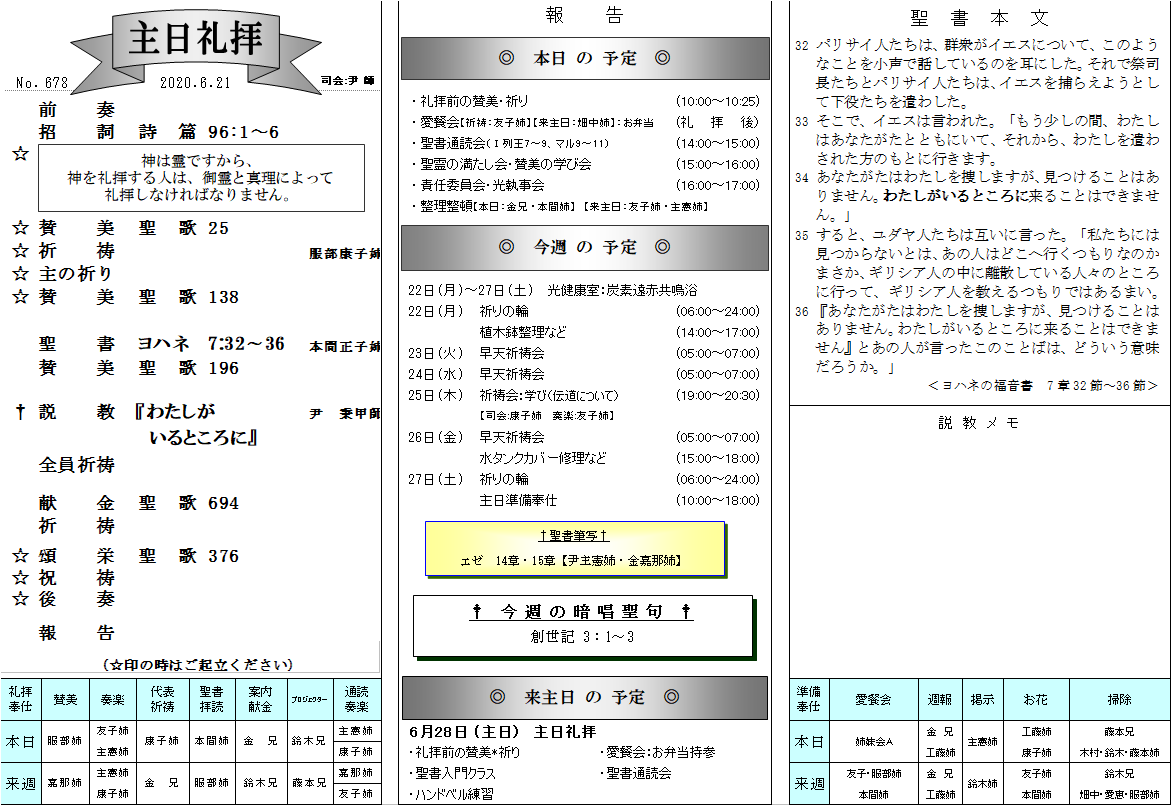 主日礼拝
No. 678 2020.6.21 司会:尹 師
前 奏
招 詞 詩 篇 96:1～6
☆ 神は霊ですから、
神を礼拝する人は、御霊と真理によって
礼拝しなければなりません。
☆ 賛 美 聖 歌 25
☆ 祈 祷 服部康子姉
☆ 主の祈り
☆ 賛 美 聖 歌 138
聖 書 ヨハネ 7:32～36 本間正子姉
賛 美 聖 歌 196
† 説 教 『わたしが 尹 秉甲師
いるところに』
全員祈祷
献 金 聖 歌 694
祈 祷
☆ 頌 栄 聖 歌 376
☆ 祝 祷
☆ 後 奏
報 告
(☆印の時はご起立ください)
礼拝奉仕 賛美 奏楽 代表祈祷 聖書拝読 案内献金 プロジェクター 通読奏楽
本日 服部姉 友子姉 主憲姉 康子姉 本間姉 金 兄 鈴木兄 主憲姉 康子姉
来週 嘉那姉 主憲姉 康子姉 金 兄 服部姉 鈴木兄 藤本兄 嘉那姉 友子姉
報 告
◎ 本日 の 予定 ◎
・礼拝前の賛美・祈り (10:00～10:25)
・愛餐会【祈祷:友子姉】【来主日:畑中姉】:お弁当 (礼 拝 後)
・聖書通読会(Ⅰ列王7～9、マル9～11) (14:00～15:00)
・聖霊の満たし会・賛美の学び会 (15:00～16:00)
・責任委員会・光執事会 (16:00～17:00)
・整理整頓【本日:金兄・本間姉】 【来主日:友子姉・主憲姉】
◎ 今週 の 予定 ◎
22日(月)～27日(土) 光健康室:炭素遠赤共鳴浴
22日(月) 祈りの輪 (06:00～24:00)
植木鉢整理など (14:00～17:00)
23日(火) 早天祈祷会 (05:00～07:00)
24日(水) 早天祈祷会 (05:00～07:00)
25日(木) 祈祷会:学び(伝道について) (19:00～20:30)
【司会:康子姉 奏楽:友子姉】
26日(金) 早天祈祷会 (05:00～07:00)
水タンクカバー修理など (15:00～18:00)
27日(土) 祈りの輪 (06:00～24:00)
主日準備奉仕 (10:00～18:00)
†聖書筆写†
エゼ 14章・15章【尹主憲姉・金嘉那姉】
† 今 週 の 暗 唱 聖 句 †
創世記 3：1～3
◎ 来主日 の 予定 ◎
6月28日(主日) 主日礼拝
・礼拝前の賛美*祈り ・愛餐会:お弁当持参
・聖書入門クラス ・聖書通読会
・ハンドベル練習
聖 書 本 文
32 パリサイ人たちは、群衆がイエスについて、このよう
なことを小声で話しているのを耳にした。それで祭司
長たちとパリサイ人たちは、イエスを捕らえようとし
て下役たちを遣わした。
33 そこで、イエスは言われた。「もう少しの間、わたし
はあなたがたとともにいて、それから、わたしを遣わ
された方のもとに行きます。
34 あなたがたはわたしを捜しますが、見つけることはあ
りません。わたしがいるところに来ることはできませ
ん。」
35 すると、ユダヤ人たちは互いに言った。「私たちには
見つからないとは、あの人はどこへ行くつもりなのか
まさか、ギリシア人の中に離散している人々のところ
に行って、ギリシア人を教えるつもりではあるまい。
36 『あなたがたはわたしを捜しますが、見つけることは
ありません。わたしがいるところに来ることはできま
せん』とあの人が言ったこのことばは、どういう意味
だろうか。」
＜ヨハネの福音書 7章32節～36節＞
説 教 メ モ
準備奉仕 愛餐会 週報 掲示 お花 掃除
本日 姉妹会A 金 兄 工藤姉 主憲姉 工藤姉 康子姉 藤本兄 木村・鈴木・藤本姉
来週 友子・服部姉 本間姉 金 兄 工藤姉 鈴木姉 友子姉 本間姉 鈴木兄 畑中・愛恵・服部姉